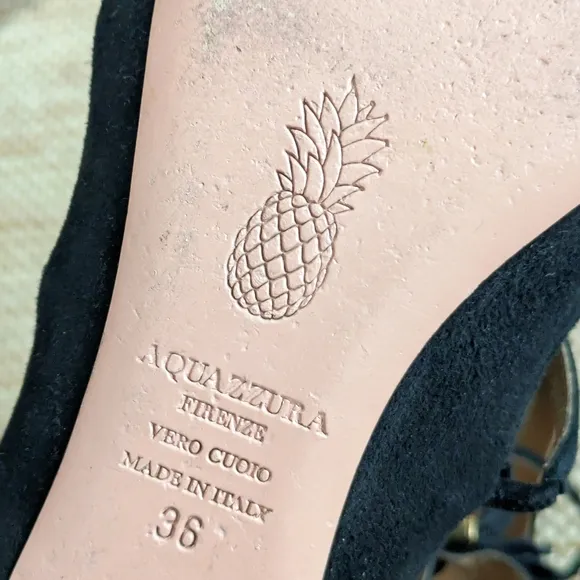 AQUAZZURA
FIRENZE
VERO CUOIO
MADE IN ITALY
36